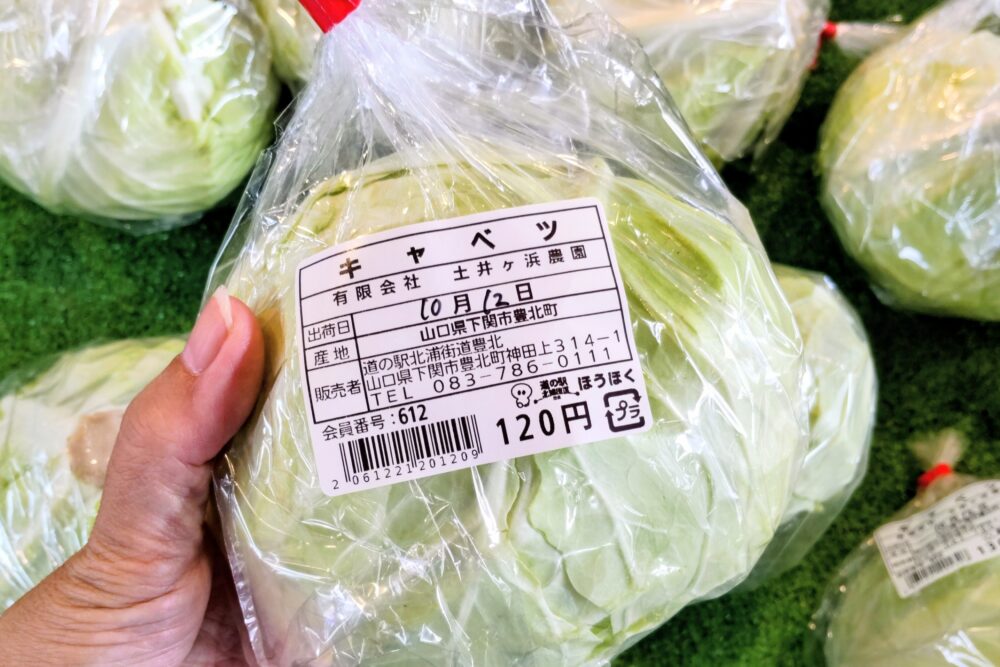 キャベツ
有限会社 土井ヶ浜農園
出荷日 10月12日
産地 山口県下関市豊北町
販売者 道の駅北浦街道豊北
山口県下関市豊北町神田上314-1
TEL 083-786-0111
会員番号:612
道の駅
ほうほく
120円
プラ
2061221201209